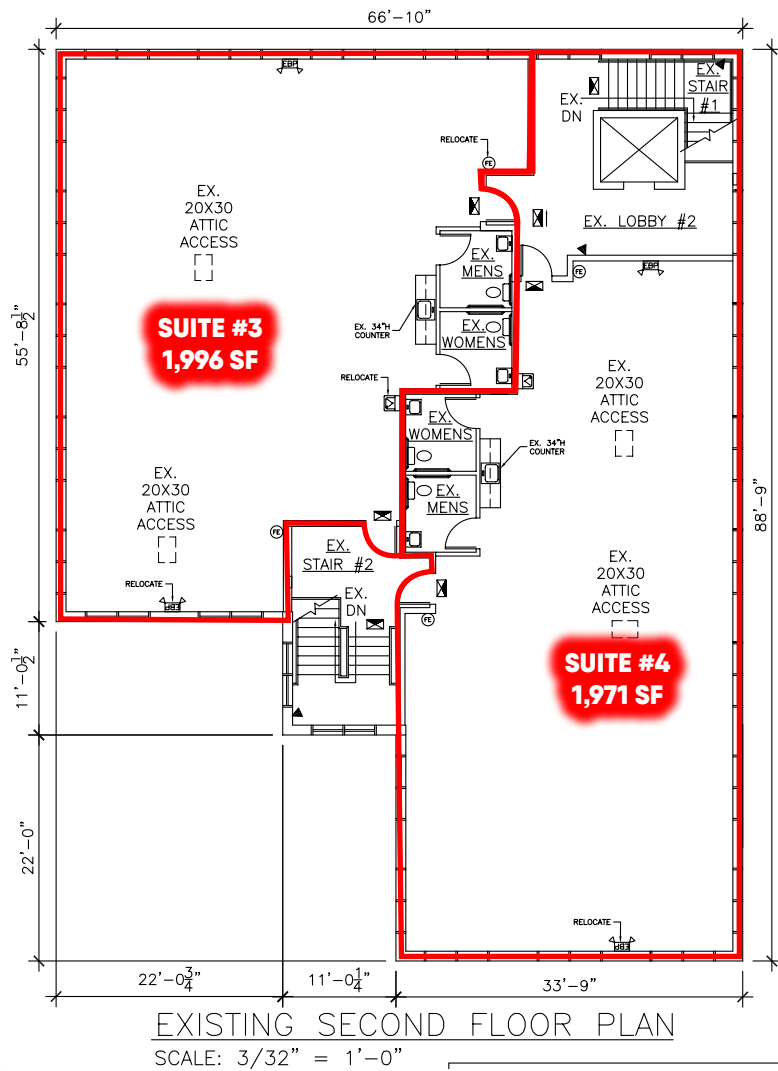 66'-10"
EBP
EX.
STAIR
#1
EX.
DN
RELOCATE
FE
EX.
20X30
ATTIC
ACCESS
EX. LOBBY #2
EX.
MENS
FE
EBP
SUITE #3
1,996 SF
EX. 34"H
COUNTER
EX.
WOMENS
55'-8½"
RELOCATE
EX.
20X30
ATTIC
ACCESS
EX.
WOMENS
EX. 34"H
COUNTER
EX.
MENS
88'-9"
EX.
20X30
ATTIC
ACCESS
FE
EX.
STAIR #2
EX.
20X30
ATTIC
ACCESS
RELOCATE
EBP
EX.
DN
FE
SUITE #4
1,971 SF
11'-0½"
22'-0"
RELOCATE
EBP
22'-0¾"
11'-0¼"
33'-9"
EXISTING SECOND FLOOR PLAN
SCALE: 3/32" = 1'-0"